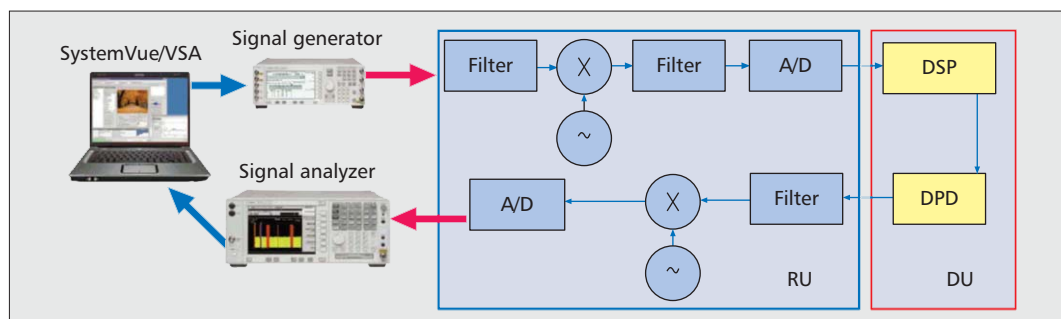 SystemVue/VSA
Signal generator
Filter
X
Filter
A/D
DSP
~
Signal analyzer
A/D
X
Filter
DPD
~
RU
DU